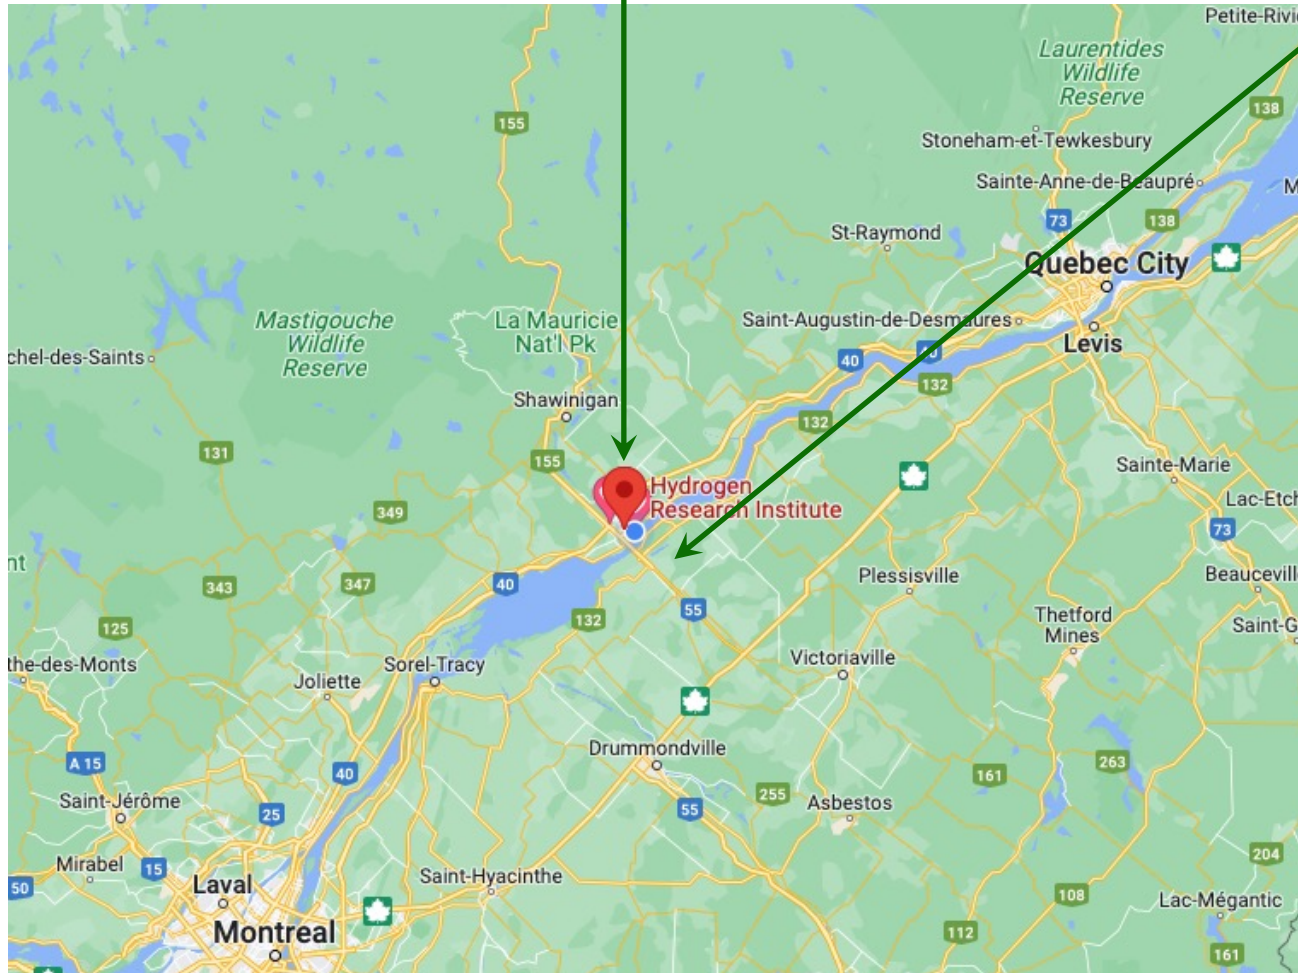 Petite-Rivi
Laurentides
Wildlife
Reserve
138
155
Stoneham-et-Tewkesbury
Sainte-Anne-de-Beaupré
M
73
138
St-Raymond
Quebec City
Mastigouche
Wildlife
Reserve
La Mauricie
Nat'l Pk
Saint-Augustin-de-Desmaures
chel-des-Saints
40
40
Levis
132
Shawinigan
132
131
155
Sainte-Marie
Hydrogen
Research Institute
Lac-Etch
349
73
nt
40
343
347
Plessisville
Beauceville
132
55
125
Thetford
Mines
Saint-G
the-des-Monts
Sorel-Tracy
Victoriaville
Joliette
Drummondville
A 15
40
161
263
Saint-Jérôme
255
Asbestos
25
55
Mirabel
15
204
50
Laval
Saint-Hyacinthe
108
Lac-Mégantic
Montreal
112
161